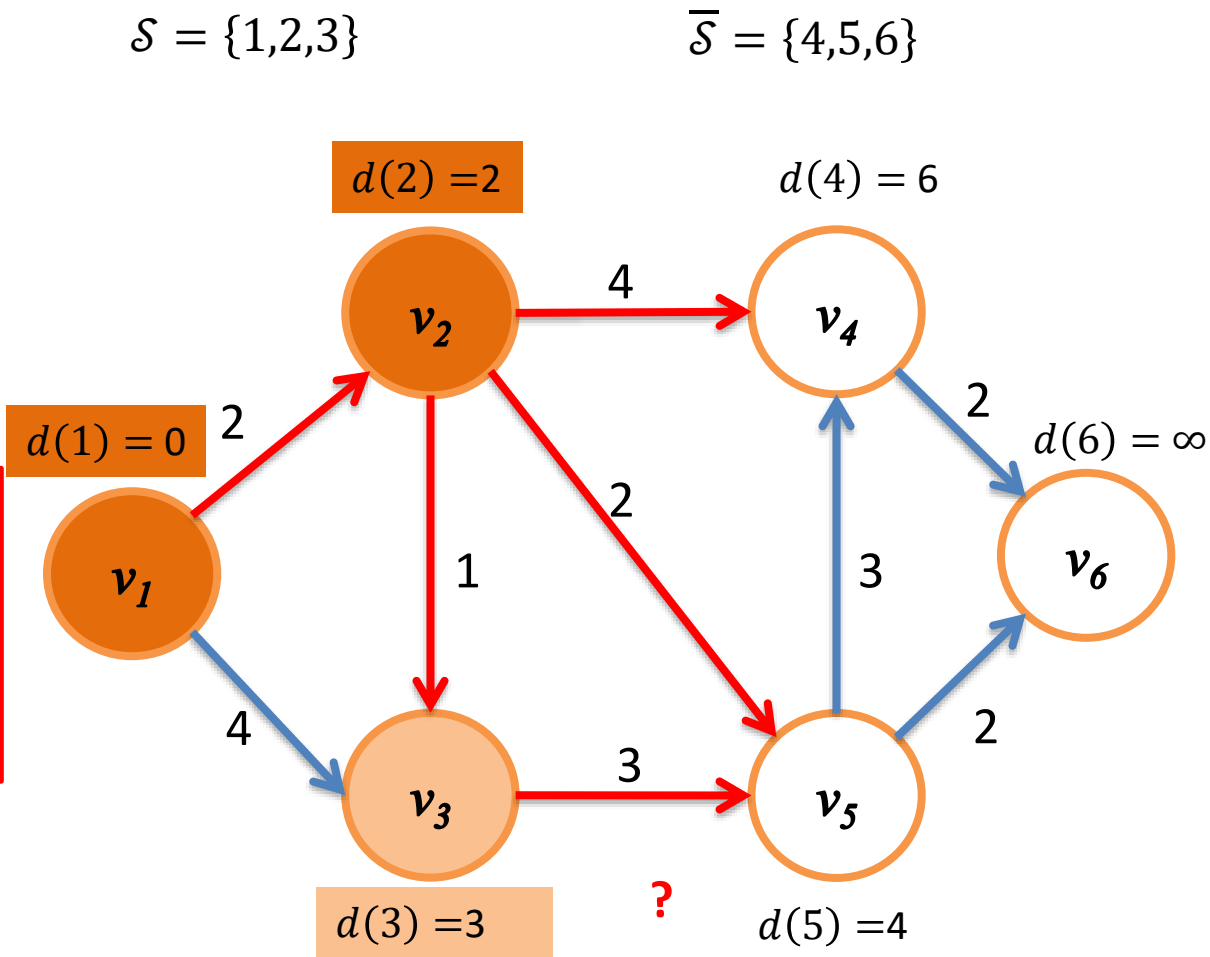 𝒮 = {1,2,3}
𝒮̅ = {4,5,6}
d(2) =2
d(4) = 6
4
v₂
v₄
2
2
d(1) = 0
d(6) = ∞
2
v₁
1
3
v₆
4
2
3
v₃
v₅
?
d(3) =3
d(5) =4